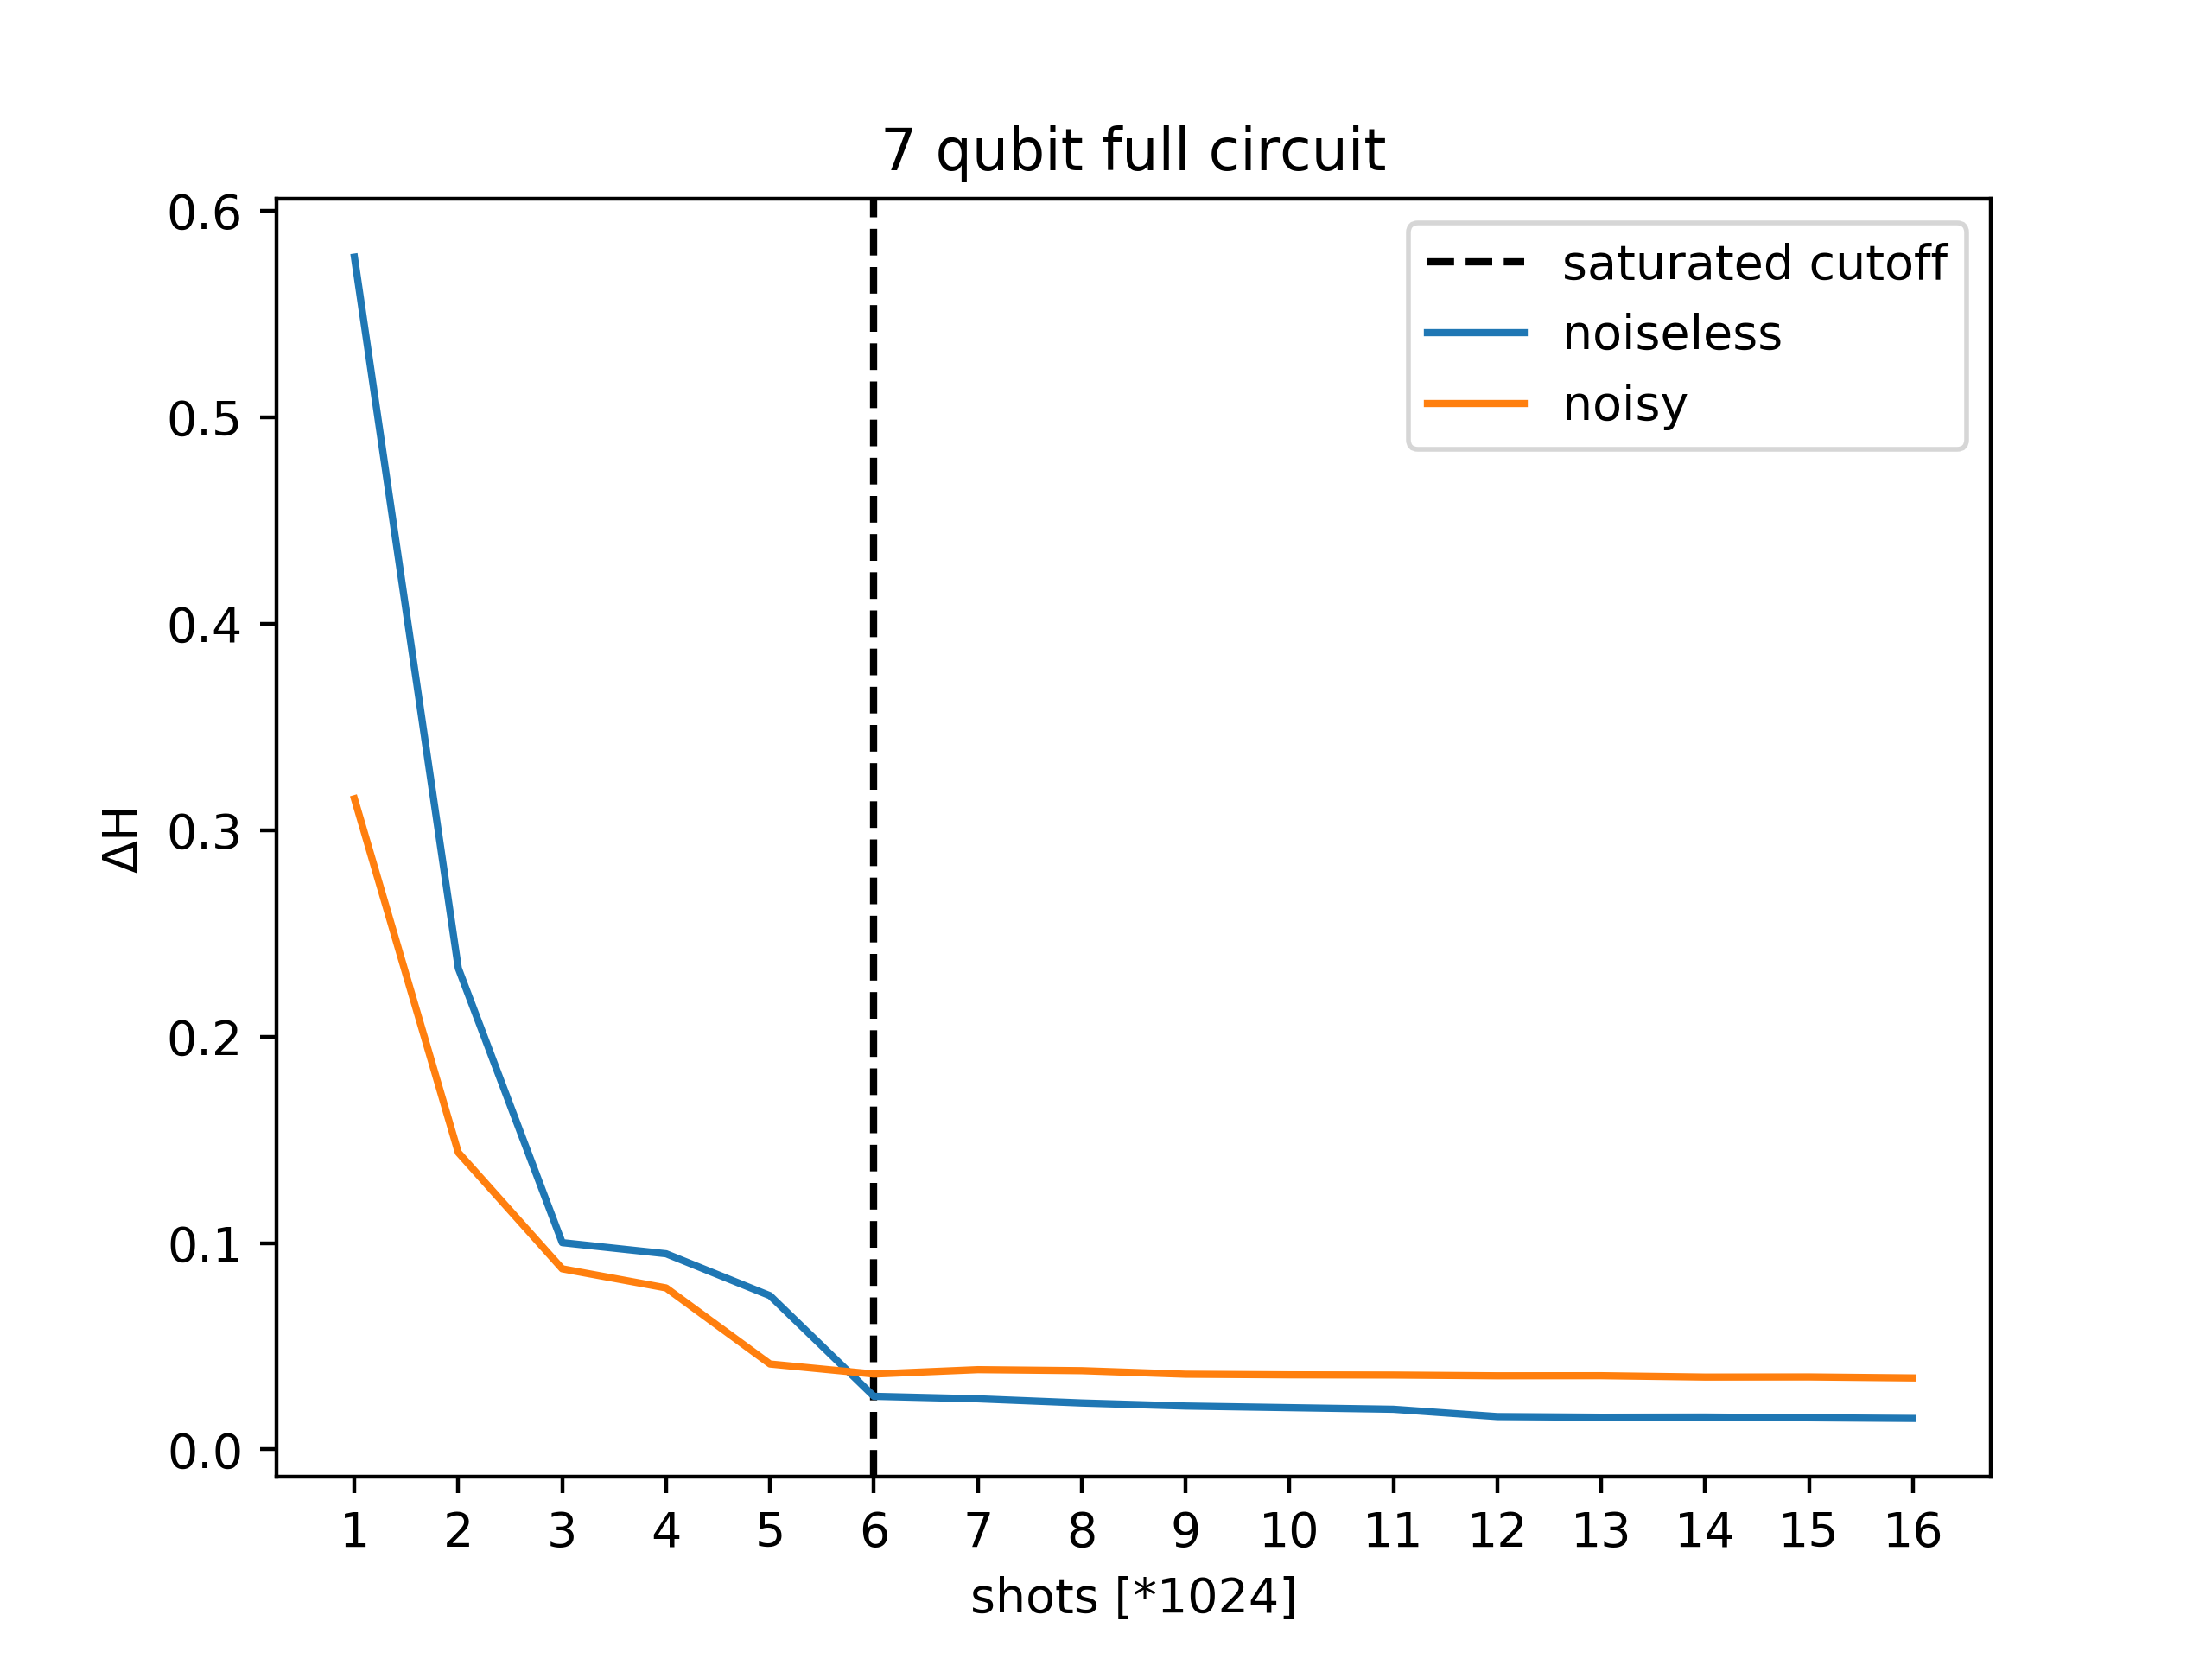 7 qubit full circuit
saturated cutoff
noiseless
noisy
ΔH
0.6
0.5
0.4
0.3
0.2
0.1
0.0
1 2 3 4 5 6 7 8 9 10 11 12 13 14 15 16
shots [*1024]